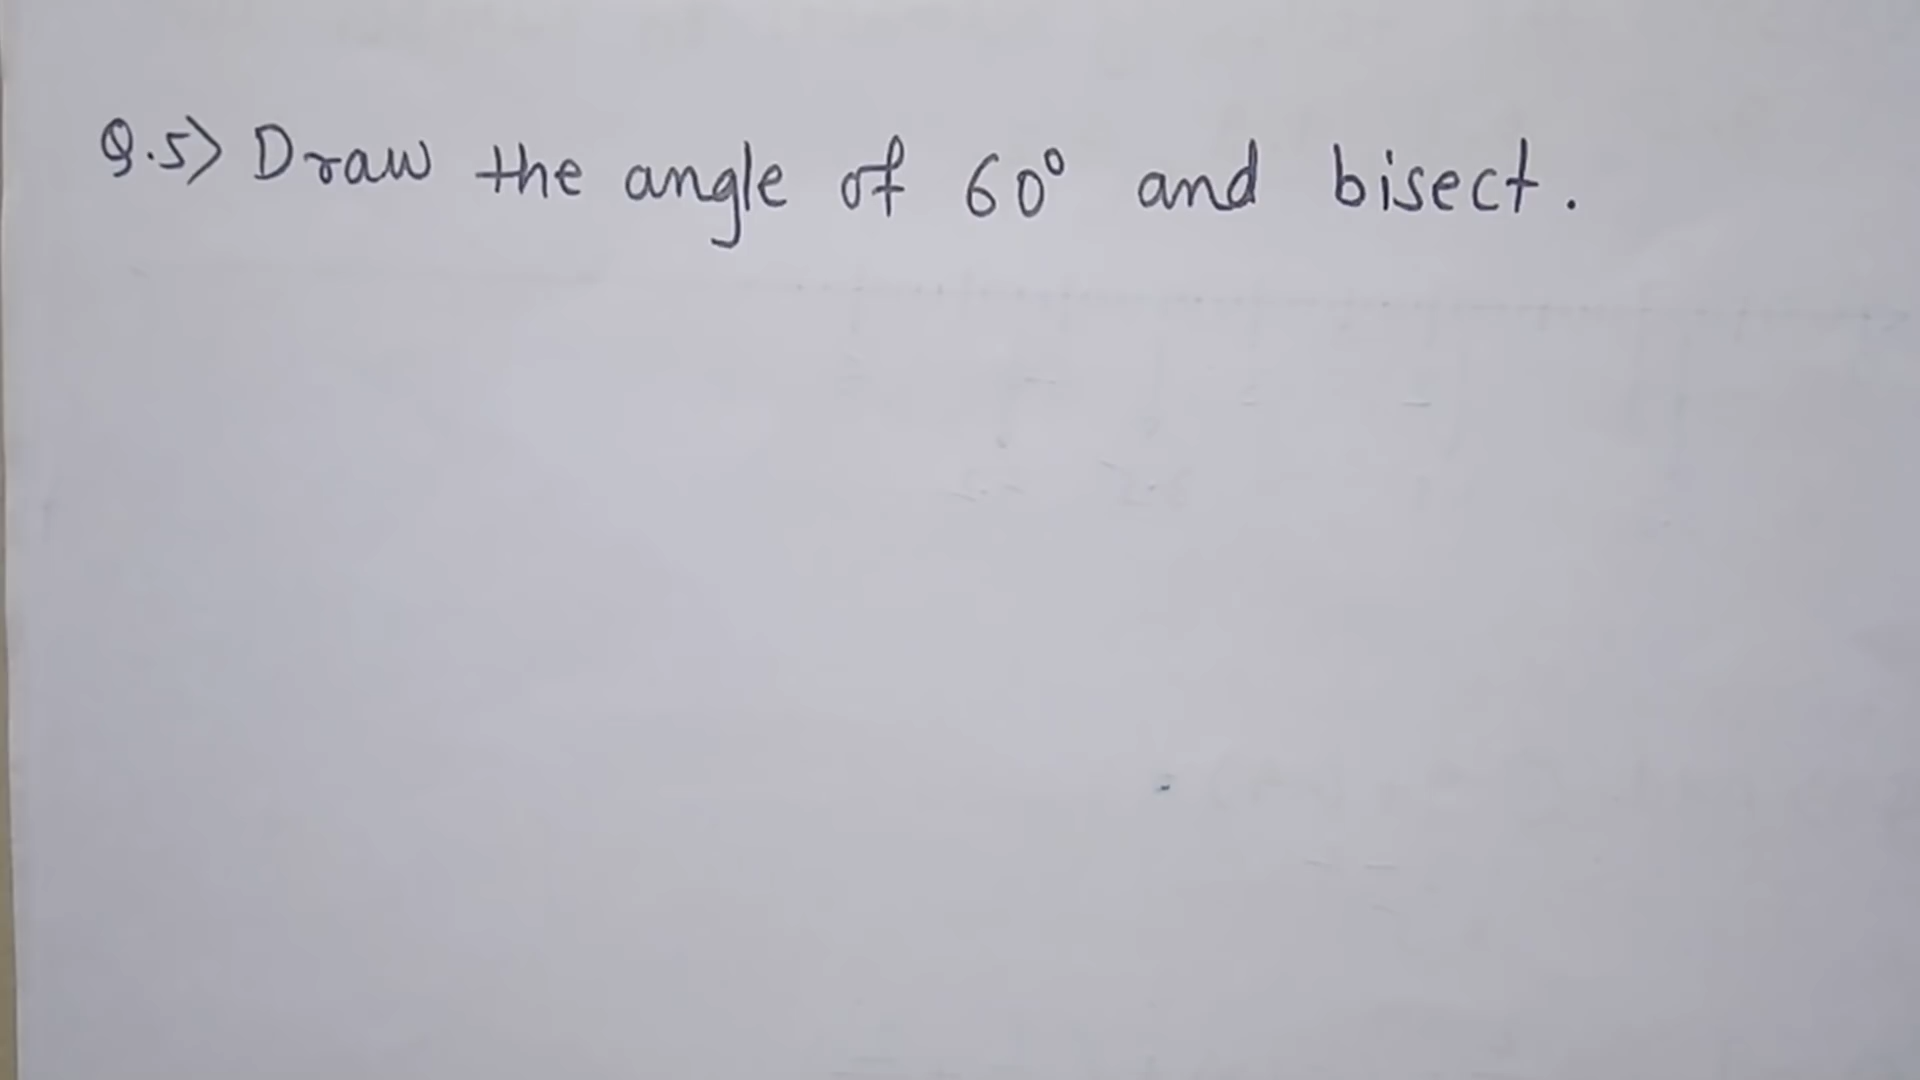 Q.5> Draw the angle of 60° and bisect.